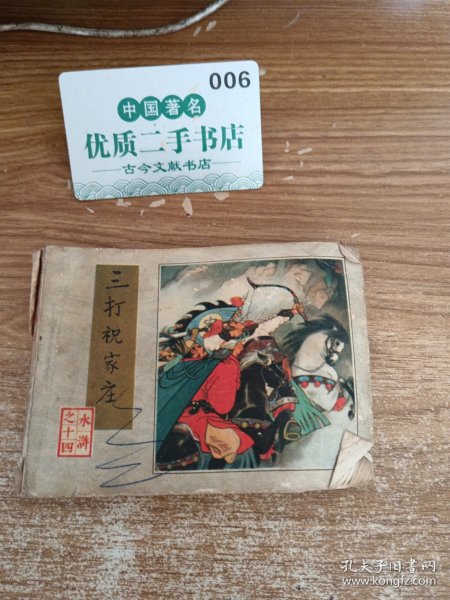 006
中国著名
优质二手书店
古今文献书店
三打祝家庄
水浒
之十四
孔夫子旧书网
www.kongfz.com